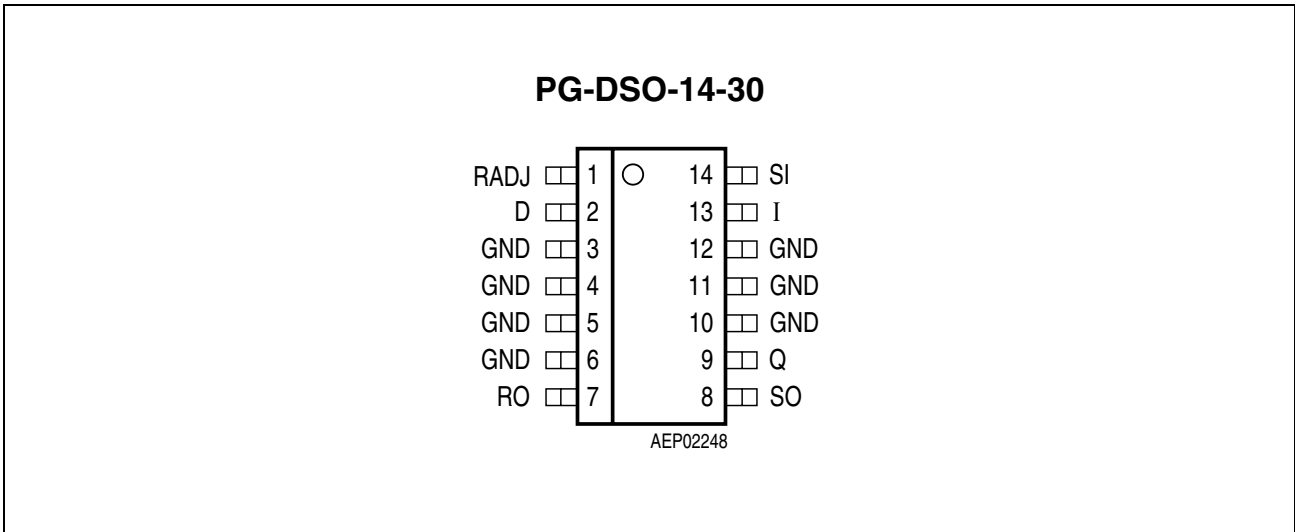 PG-DSO-14-30
RADJ 1 14 SI
D 2 13 I
GND 3 12 GND
GND 4 11 GND
GND 5 10 GND
GND 6 9 Q
RO 7 8 SO
AEP02248